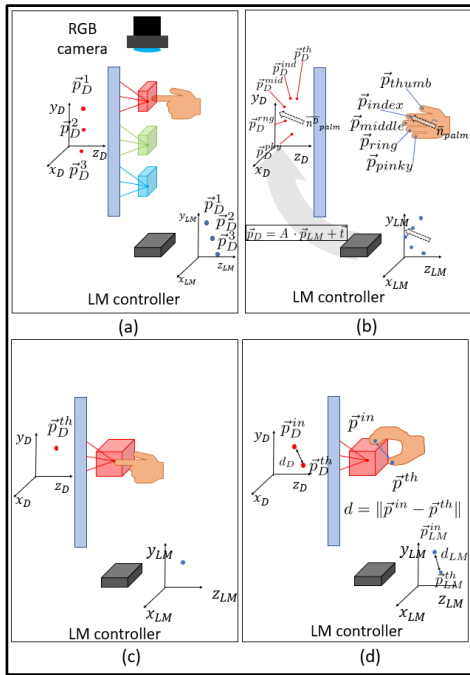 RGB
camera
y_D
p⃗_D^1
p⃗_D^2
p⃗_D^3
x_D
z_D
y_LM
p⃗_D^1
p⃗_D^2
p⃗_D^3
x_LM
z_LM
LM controller
(a)
y_D
p⃗_D^th
p⃗_D^ind
p⃗_D^mid
n⃗_palm^D
p⃗_D^rng
p⃗_D^pky
x_D
z_D
p⃗_thumb
p⃗_index
n⃗_palm
p⃗_middle
p⃗_ring
p⃗_pinky
p⃗_D = A · p⃗_LM + t⃗
y_LM
x_LM
z_LM
LM controller
(b)
y_D
p⃗_D^th
z_D
x_D
y_LM
z_LM
x_LM
LM controller
(c)
y_D
p⃗_D^in
d_D
p⃗_D^th
z_D
x_D
p⃗^in
p⃗^th
d = ‖p⃗^in − p⃗^th‖
p⃗_LM^in
y_LM
d_LM
p⃗_LM^th
z_LM
x_LM
LM controller
(d)